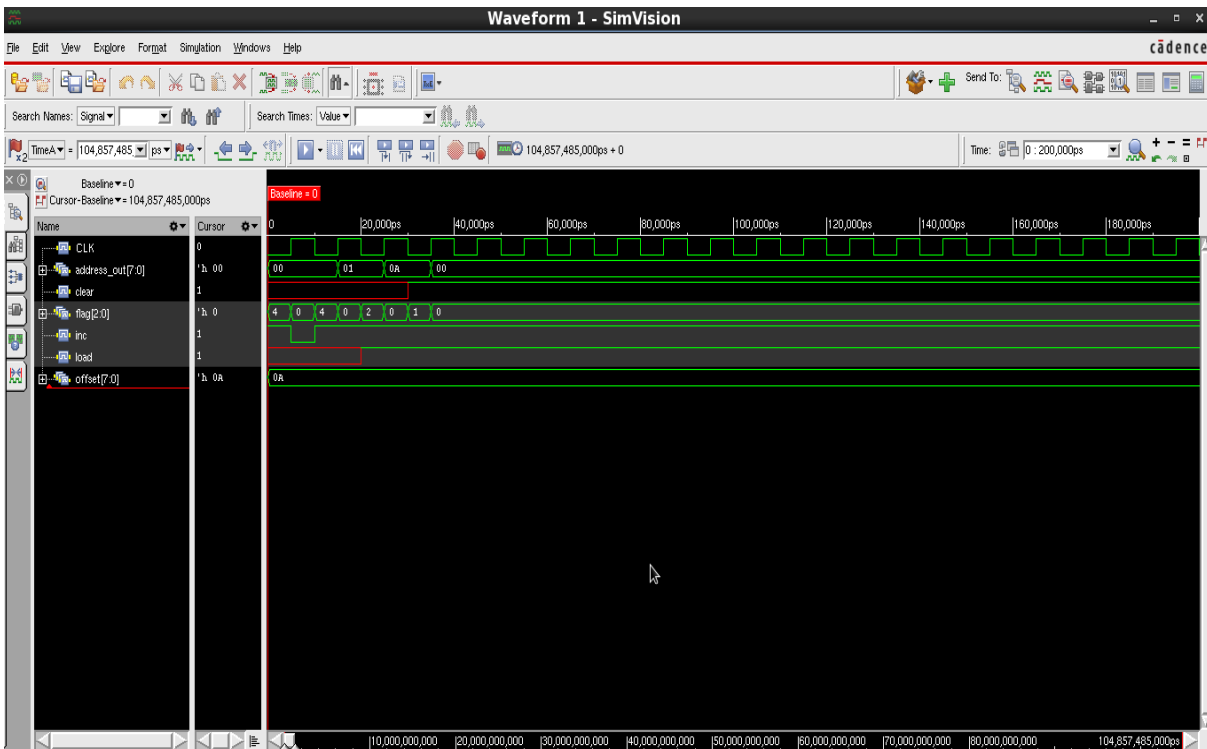 Waveform 1 - SimVision
File Edit View Explore Format Simulation Windows Help
cādence
Send To:
Search Names: Signal Search Times: Value
x2 TimeA = 104,857,485 ps 104,857,485,000ps + 0 Time: 0 : 200,000ps
Baseline = 0
Cursor-Baseline = 104,857,485,000ps
Baseline = 0
Name Cursor 0 20,000ps 40,000ps 60,000ps 80,000ps 100,000ps 120,000ps 140,000ps 160,000ps 180,000ps
CLK 0
address_out[7:0] 'h 00 00 01 0A 00
clear 1
flag[2:0] 'h 0 4 0 4 0 2 0 1 0
inc 1
load 1
offset[7:0] 'h 0A 0A
10,000,000,000 20,000,000,000 30,000,000,000 40,000,000,000 50,000,000,000 60,000,000,000 70,000,000,000 80,000,000,000 104,857,485,000ps